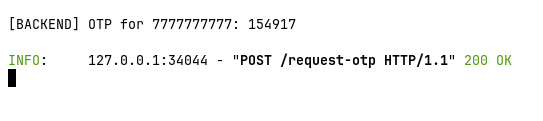 [BACKEND] OTP for 7777777777: 154917
INFO:     127.0.0.1:34044 - "POST /request-otp HTTP/1.1" 200 OK